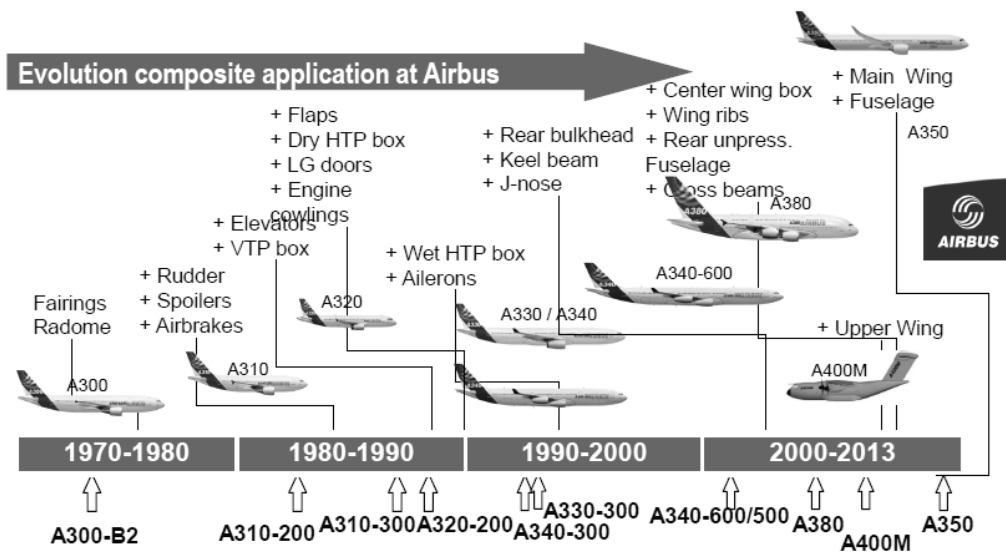 Evolution composite application at Airbus
Fairings
Radome
A300
+ Rudder
+ Spoilers
+ Airbrakes
A310
+ Elevators
+ VTP box
+ Flaps
+ Dry HTP box
+ LG doors
+ Engine
cowlings
A320
+ Wet HTP box
+ Ailerons
A330 / A340
+ Rear bulkhead
+ Keel beam
+ J-nose
A340-600
+ Center wing box
+ Wing ribs
+ Rear unpress.
Fuselage
+ Cross beams
A380
A380
+ Upper Wing
A400M
+ Main Wing
+ Fuselage
A350
AIRBUS
1970-1980
1980-1990
1990-2000
2000-2013
A300-B2
A310-200
A310-300
A320-200
A330-300
A340-300
A340-600/500
A380
A400M
A350